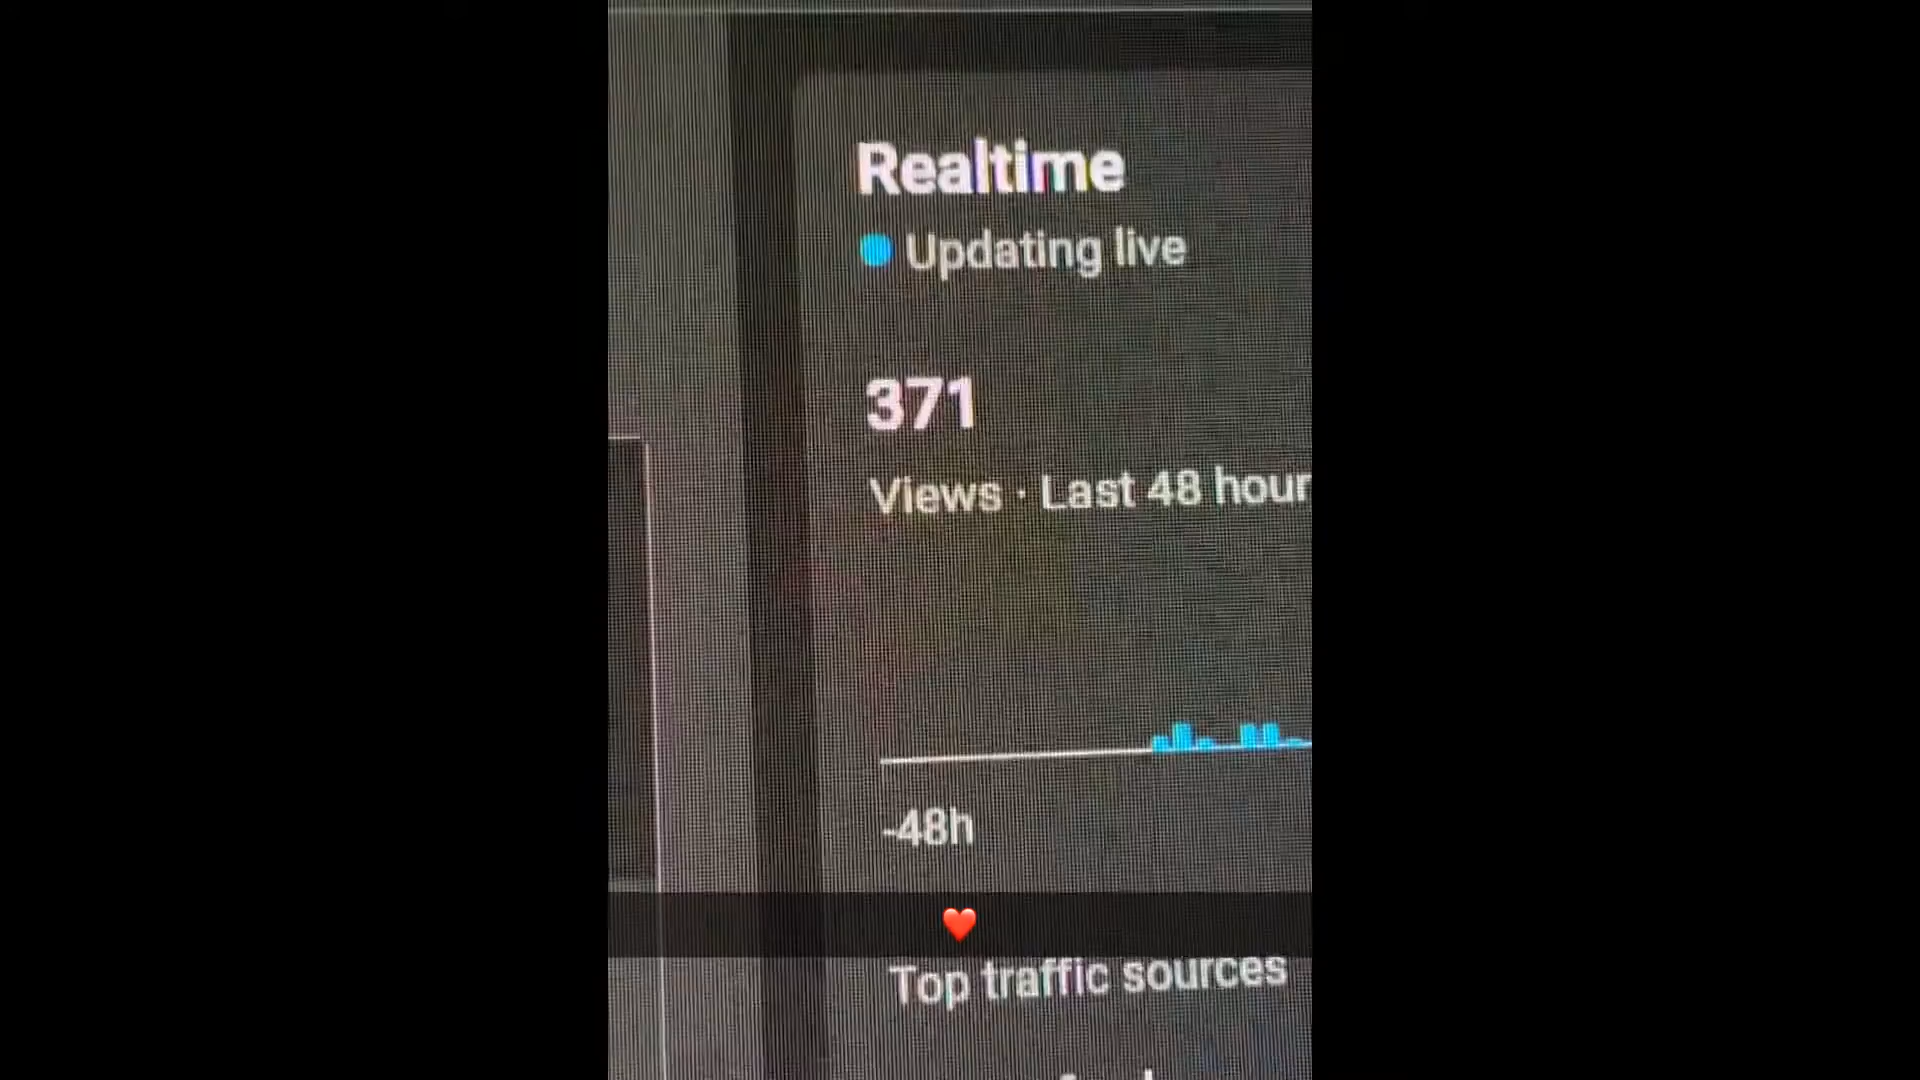 Realtime
Updating live
371
Views · Last 48 hour
-48h
❤️
Top traffic sources